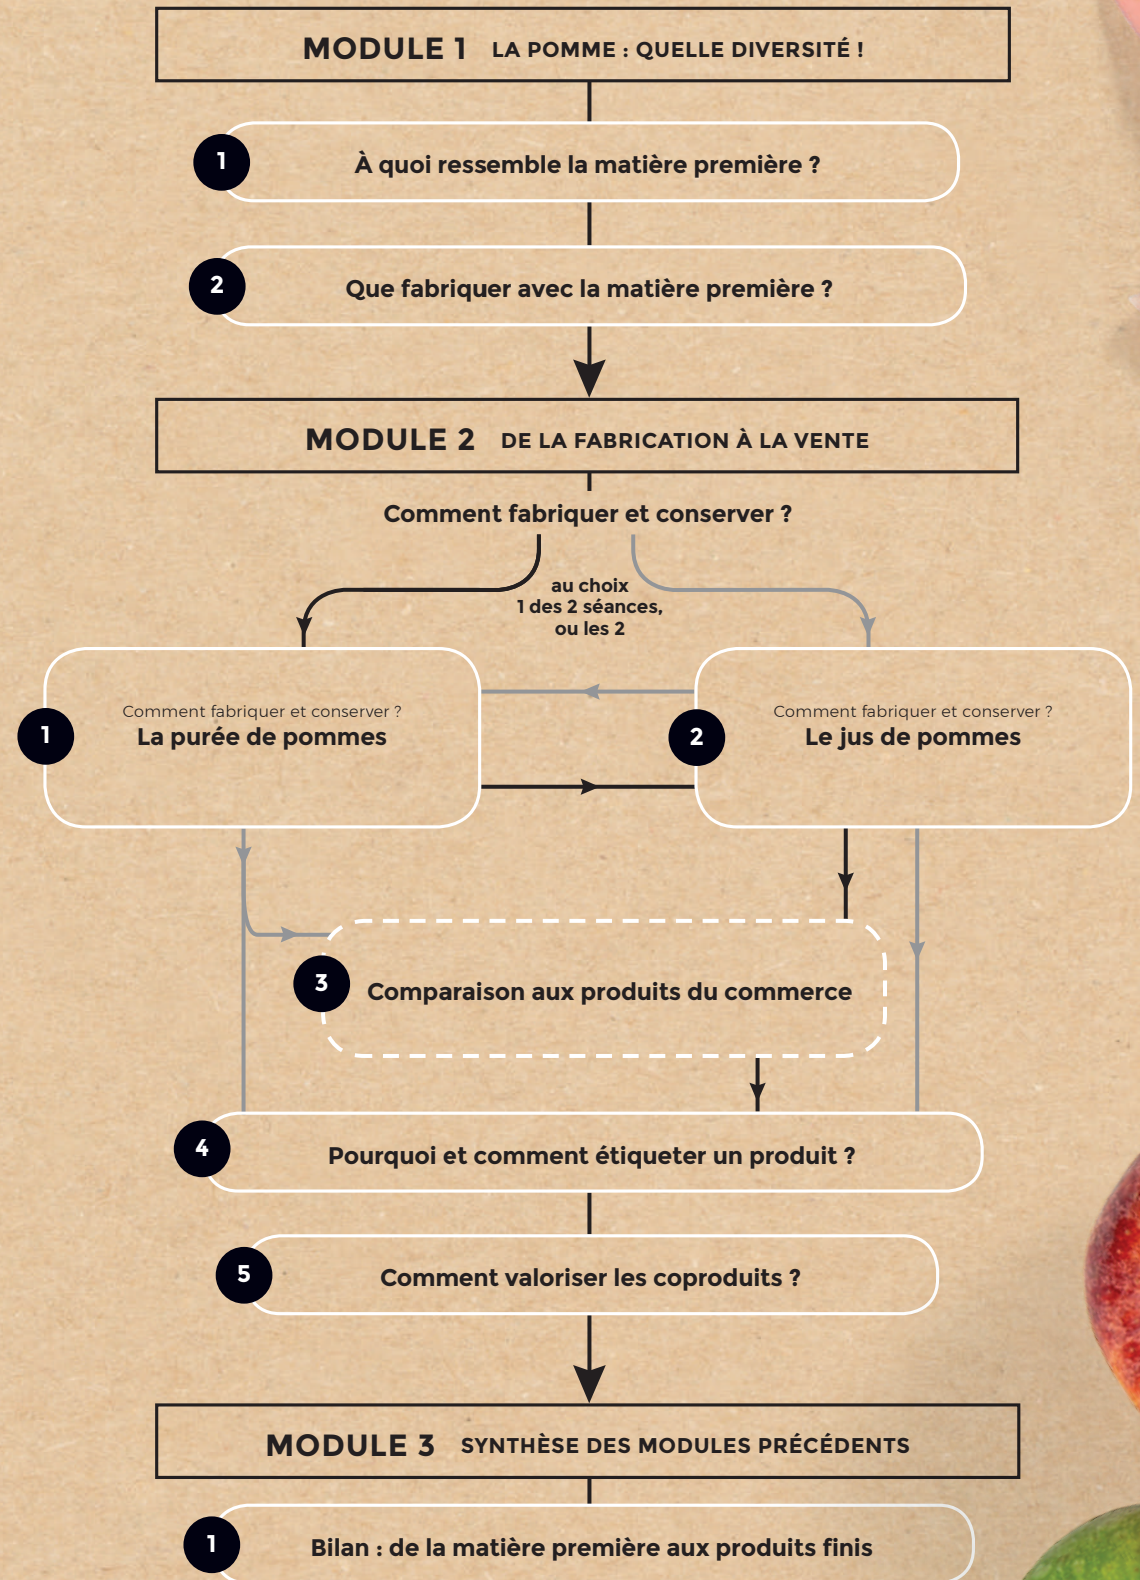 MODULE 1 LA POMME : QUELLE DIVERSITÉ !
1 À quoi ressemble la matière première ?
2 Que fabriquer avec la matière première ?
MODULE 2 DE LA FABRICATION À LA VENTE
Comment fabriquer et conserver ?
au choix
1 des 2 séances,
ou les 2
Comment fabriquer et conserver ?
1 La purée de pommes
Comment fabriquer et conserver ?
2 Le jus de pommes
3 Comparaison aux produits du commerce
4 Pourquoi et comment étiqueter un produit ?
5 Comment valoriser les coproduits ?
MODULE 3 SYNTHÈSE DES MODULES PRÉCÉDENTS
1 Bilan : de la matière première aux produits finis